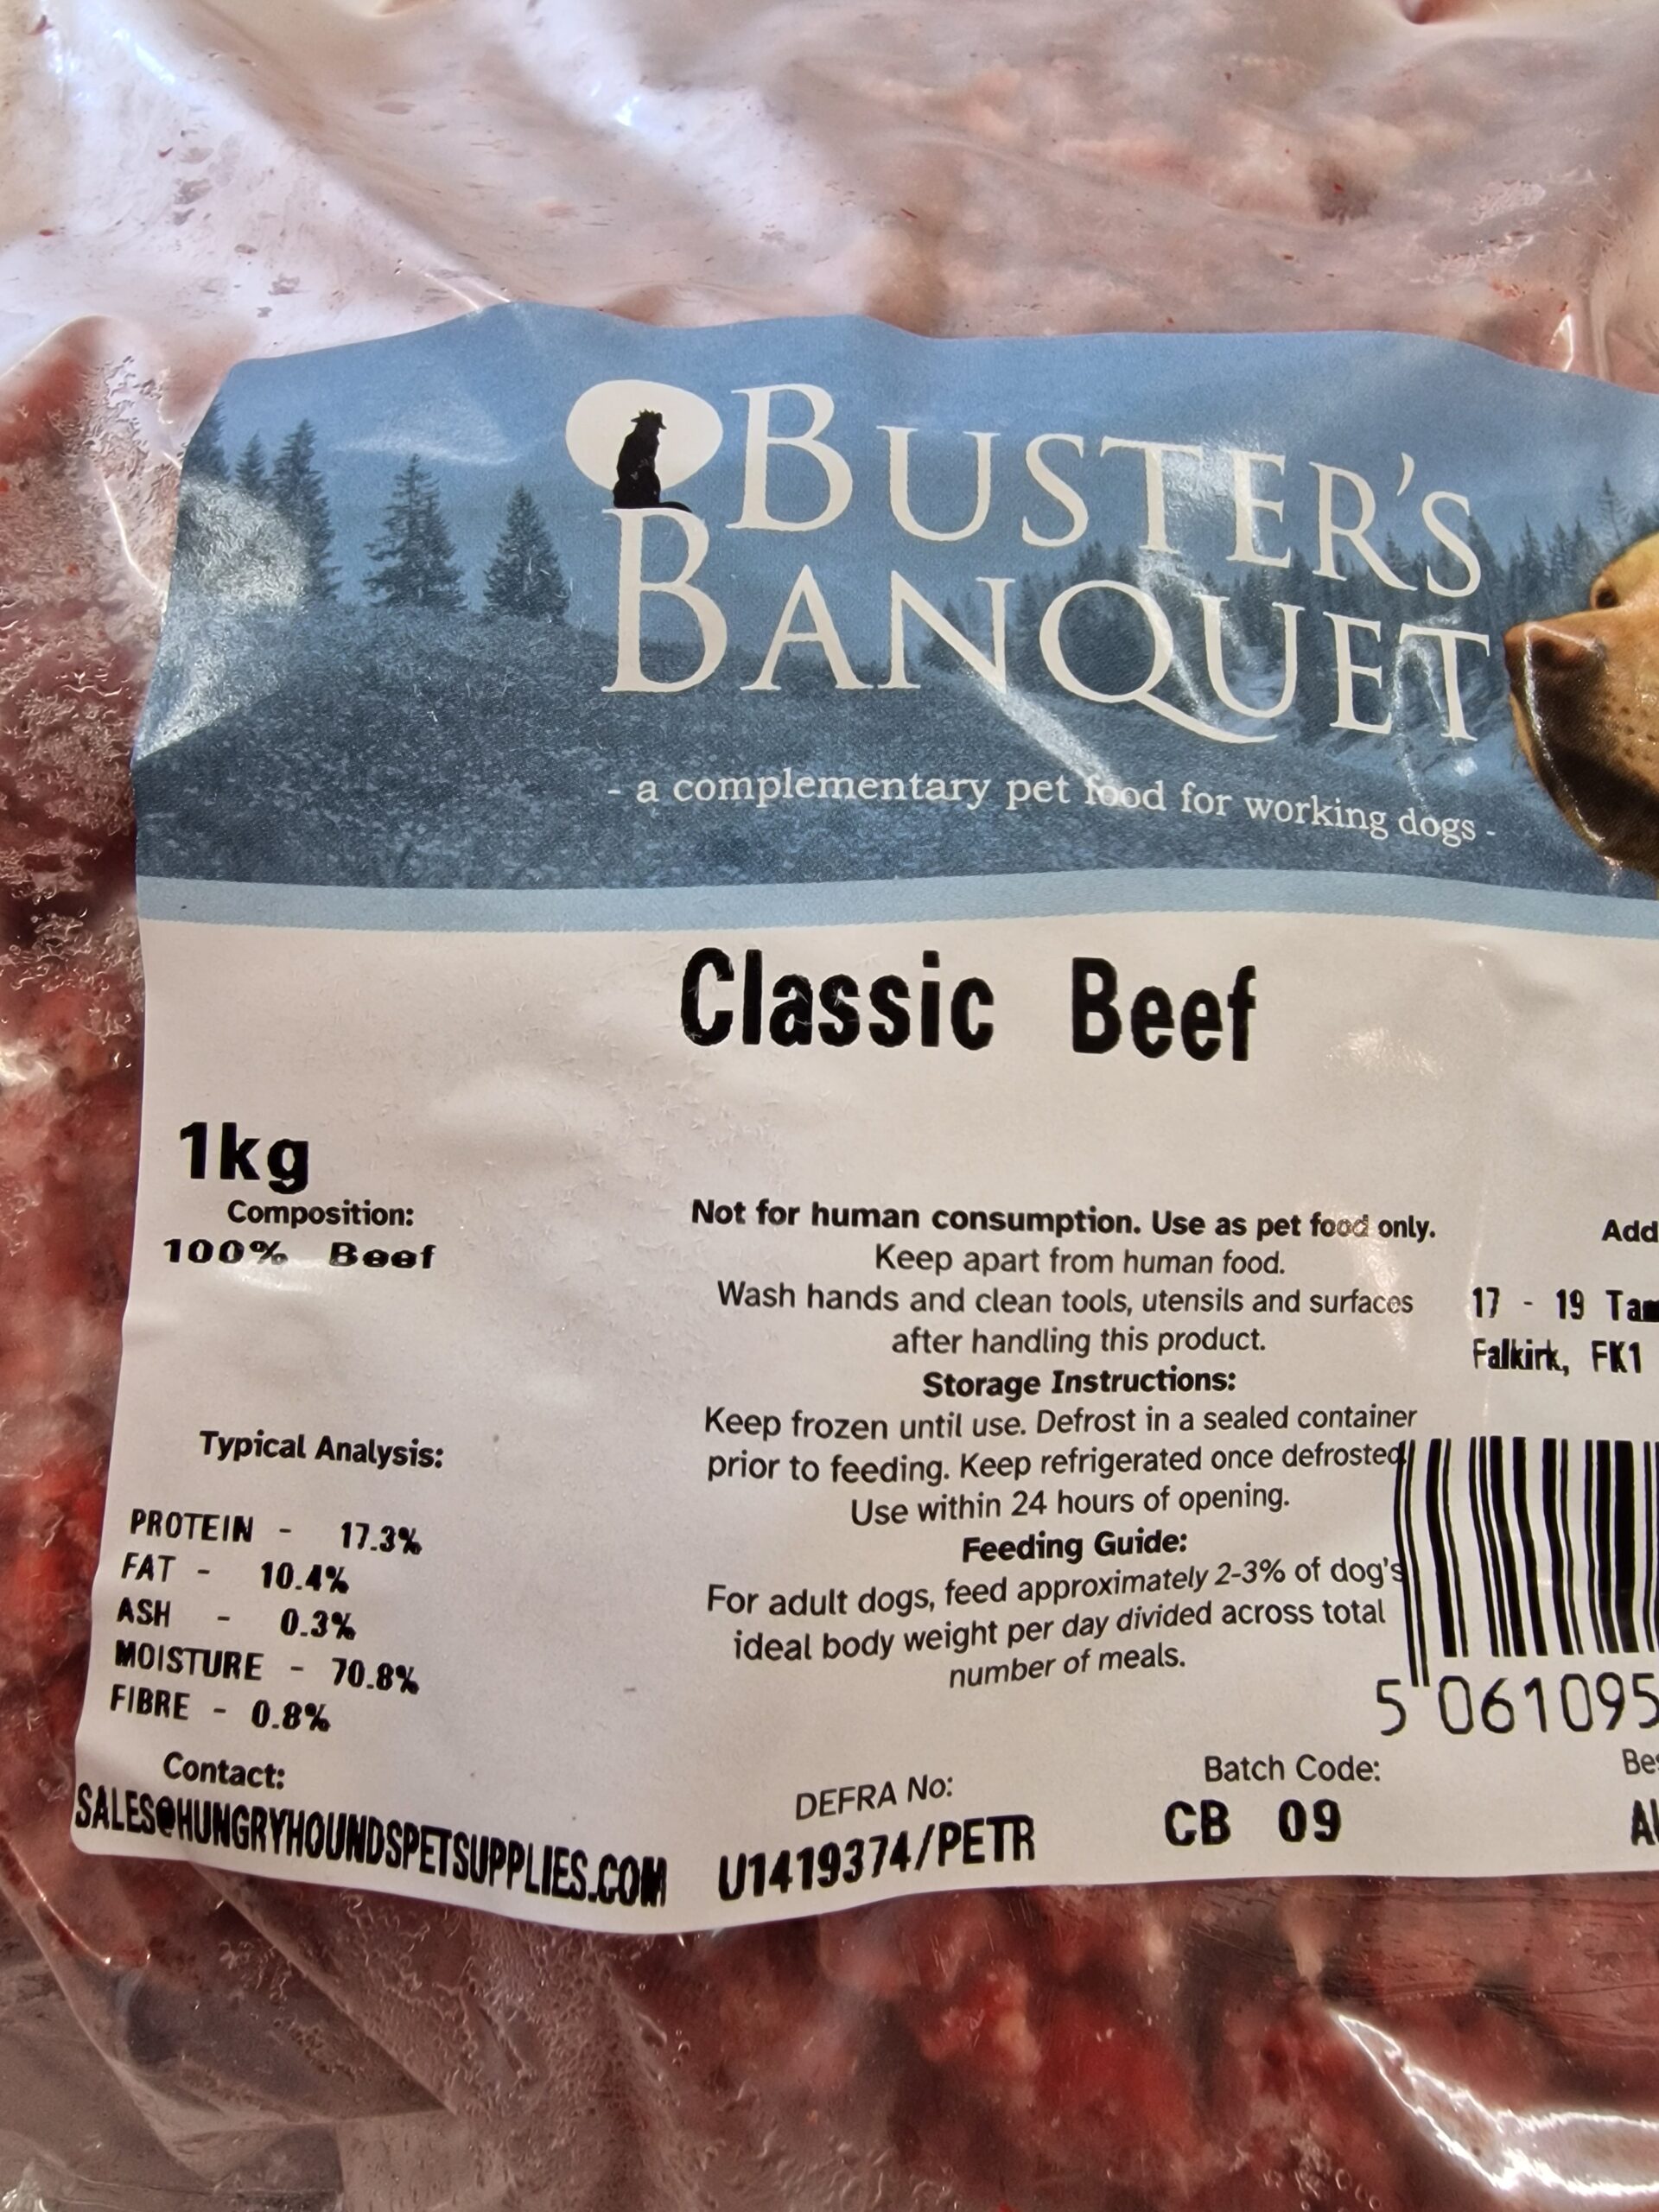 BUSTER'S
BANQUET
- a complementary pet food for working dogs -
Classic Beef
1kg
Composition:
100% Beef
Typical Analysis:
PROTEIN - 17.3%
FAT - 10.4%
ASH - 0.3%
MOISTURE - 70.8%
FIBRE - 0.8%
Contact:
SALES@HUNGRYHOUNDSPETSUPPLIES.COM
Not for human consumption. Use as pet food only.
Keep apart from human food.
Wash hands and clean tools, utensils and surfaces
after handling this product.
Storage Instructions:
Keep frozen until use. Defrost in a sealed container
prior to feeding. Keep refrigerated once defrosted
Use within 24 hours of opening.
Feeding Guide:
For adult dogs, feed approximately 2-3% of dog's
ideal body weight per day divided across total
number of meals.
DEFRA No:
U1419374/PETR
Batch Code:
CB 09
17 - 19
Falkirk, FK1
5 061095